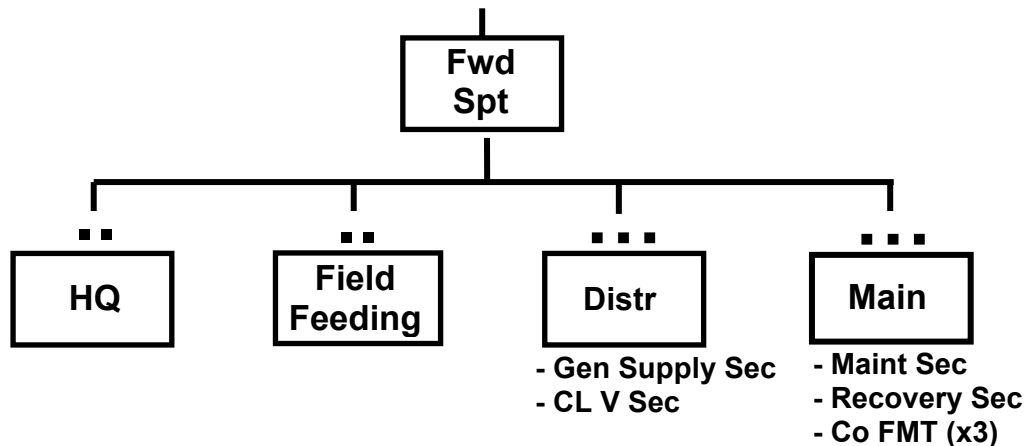 Fwd
Spt
HQ
Field
Feeding
Distr
Main
- Gen Supply Sec
- CL V Sec
- Maint Sec
- Recovery Sec
- Co FMT (x3)